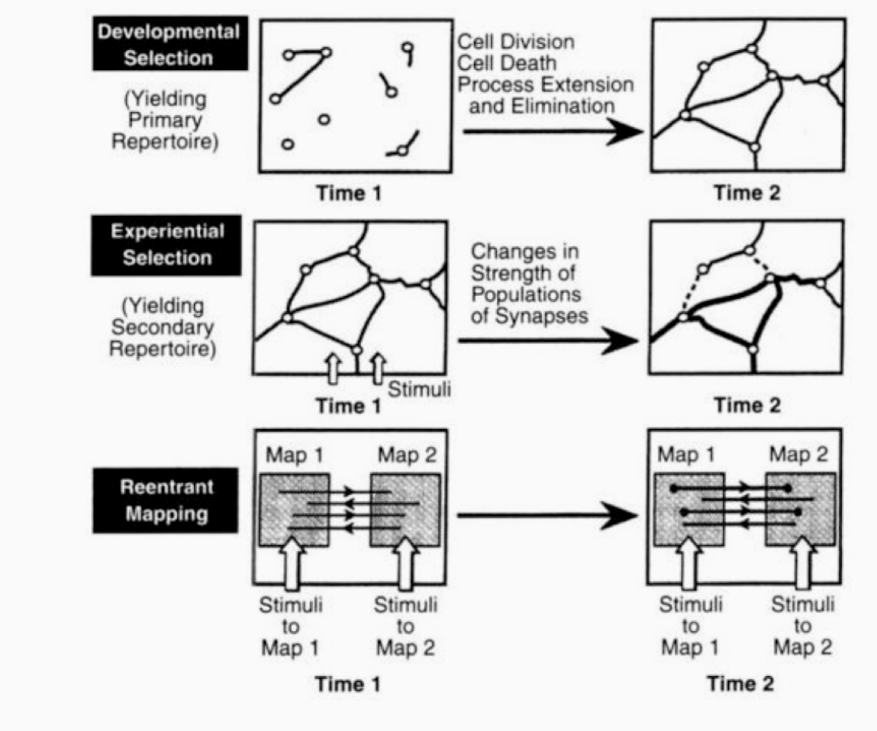 Developmental
Selection
(Yielding
Primary
Repertoire)
Cell Division
Cell Death
Process Extension
and Elimination
Time 1
Time 2
Experiential
Selection
(Yielding
Secondary
Repertoire)
Changes in
Strength of
Populations
of Synapses
Stimuli
Time 1
Time 2
Reentrant
Mapping
Map 1 Map 2
Map 1 Map 2
Stimuli
to
Map 1
Stimuli
to
Map 2
Stimuli
to
Map 1
Stimuli
to
Map 2
Time 1
Time 2